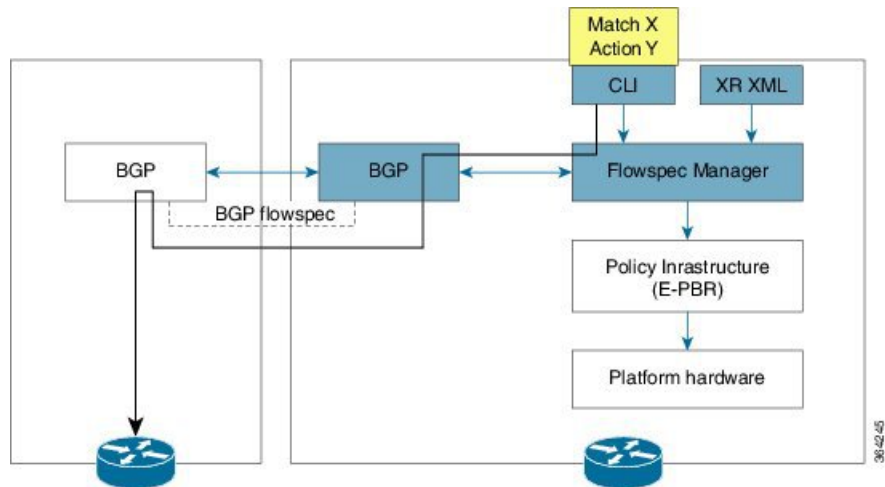 Match X
Action Y
CLI
XR XML
BGP
BGP
Flowspec Manager
BGP flowspec
Policy Inrastructure
(E-PBR)
Platform hardware
364245